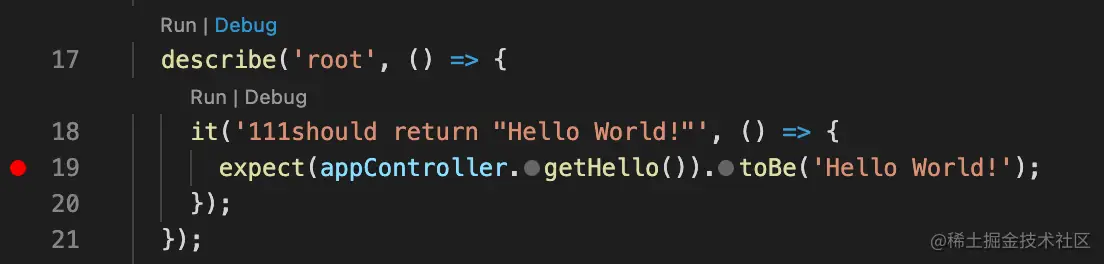 Run | Debug
17 describe('root', () => {
Run | Debug
18 it('111should return "Hello World!"', () => {
19 expect(appController.getHello()).toBe('Hello World!');
20 });
21 });
@稀土掘金技术社区